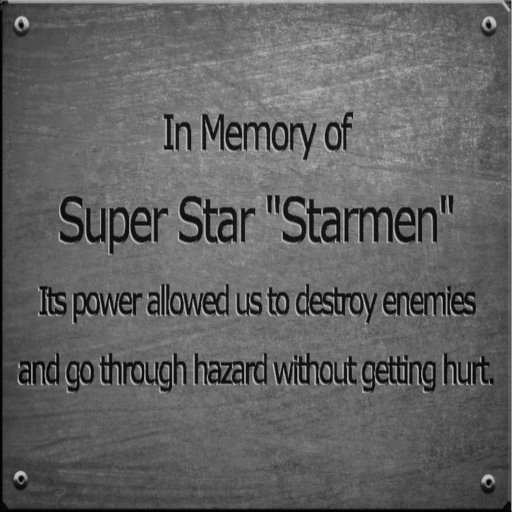 In Memory of
Super Star "Starmen"
Its power allowed us to destroy enemies
and go through hazard without getting hurt.